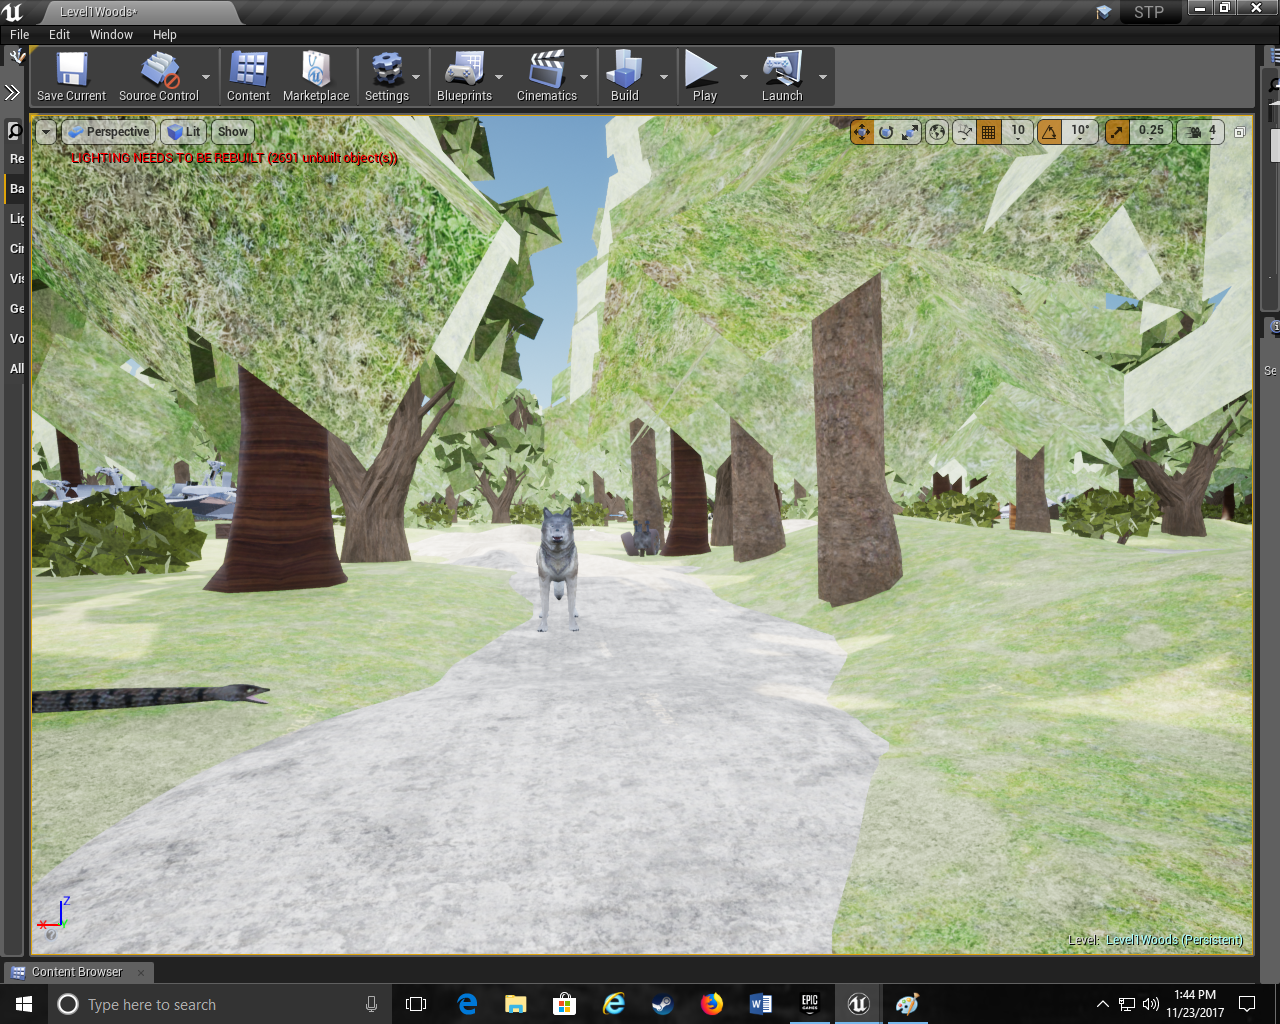 Level1Woods*
STP
File Edit Window Help
Save Current Source Control Content Marketplace Settings Blueprints Cinematics Build Play Launch
Perspective Lit Show 10 10° 0.25 4
LIGHTING NEEDS TO BE REBUILT (2691 unbuilt object(s))
Re
Ba
Lig
Cin
Vis
Ge
Vo
All
Se
Z
X
Level: Level1Woods (Persistent)
Content Browser
Type here to search
EPIC
GAMES
1:44 PM
11/23/2017